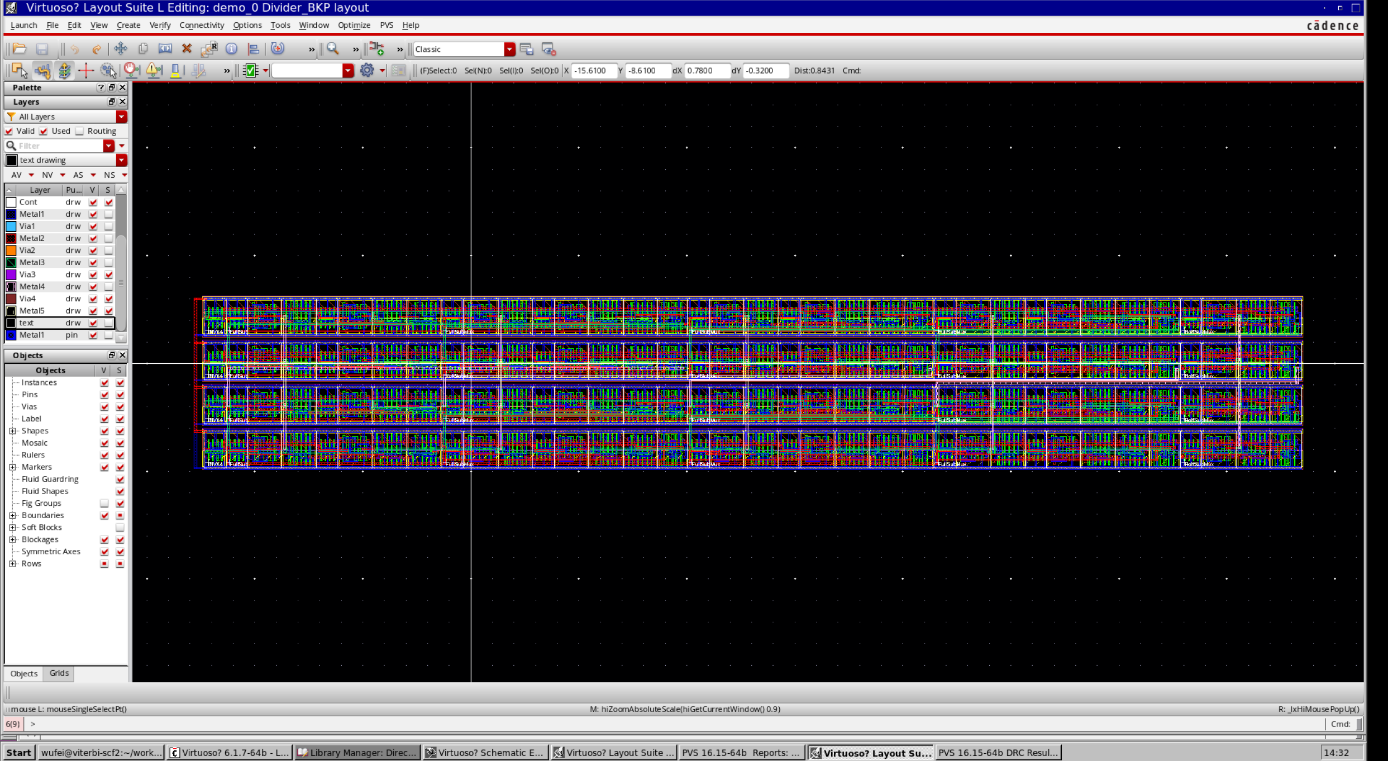 Virtuoso? Layout Suite L Editing: demo_0 Divider_BKP layout
Launch File Edit View Create Verify Connectivity Options Tools Window Optimize PVS Help
cādence
Classic
(F)Select:0 Sel(N):0 Sel(I):0 Sel(O):0 X -15.6100 Y -8.6100 dX 0.7800 dY -0.3200 Dist:0.8431 Cmd:
Palette
Layers
All Layers
Valid Used Routing
Filter
text drawing
AV NV AS NS
Layer Pu... V S
Cont drw
Metal1 drw
Via1 drw
Metal2 drw
Via2 drw
Metal3 drw
Via3 drw
Metal4 drw
Via4 drw
Metal5 drw
text drw
Metal1 pin
Objects
Objects V S
Instances
Pins
Vias
Label
Shapes
Mosaic
Rulers
Markers
Fluid Guardring
Fluid Shapes
Fig Groups
Boundaries
Soft Blocks
Blockages
Symmetric Axes
Rows
Objects Grids
mouse L: mouseSingleSelectPt() M: hiZoomAbsoluteScale(hiGetCurrentWindow() 0.9) R: _lxHiMousePopUp()
6(9) > Cmd:
Start wufei@viterbi-scf2:~/work... Virtuoso? 6.1.7-64b - L... Library Manager: Direc... Virtuoso? Schematic E... Virtuoso? Layout Suite ... PVS 16.15-64b Reports: ... Virtuoso? Layout Su... PVS 16.15-64b DRC Resul... 14:32